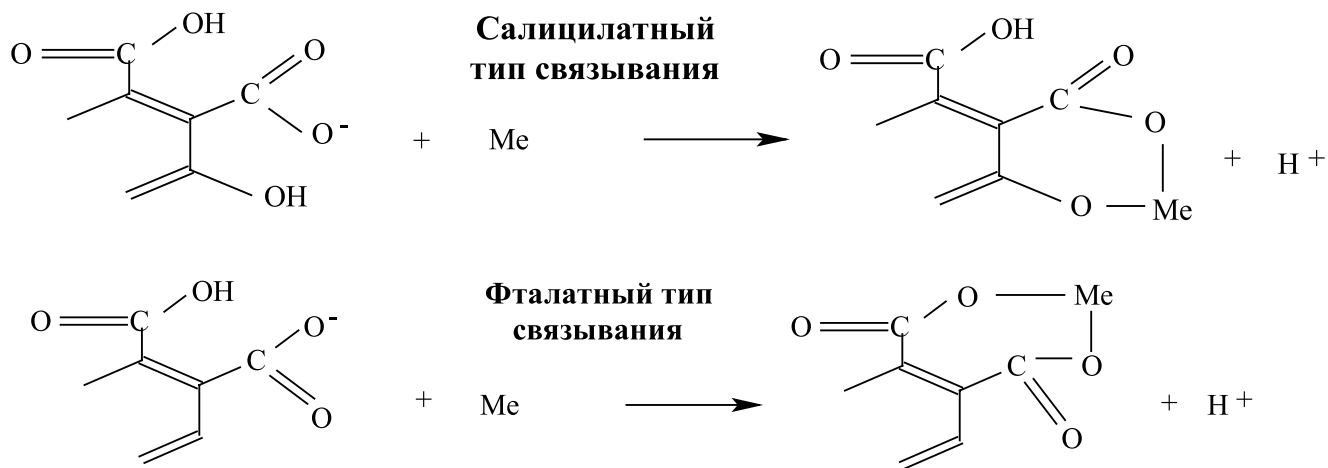 OH
O C
C O
O-
OH
Салицилатный
тип связывания
+ Me
OH
O C
C O
O
O Me
+ H+
OH
O C
C O-
O
Фталатный тип
связывания
+ Me
O Me
O C
C O
O
+ H+